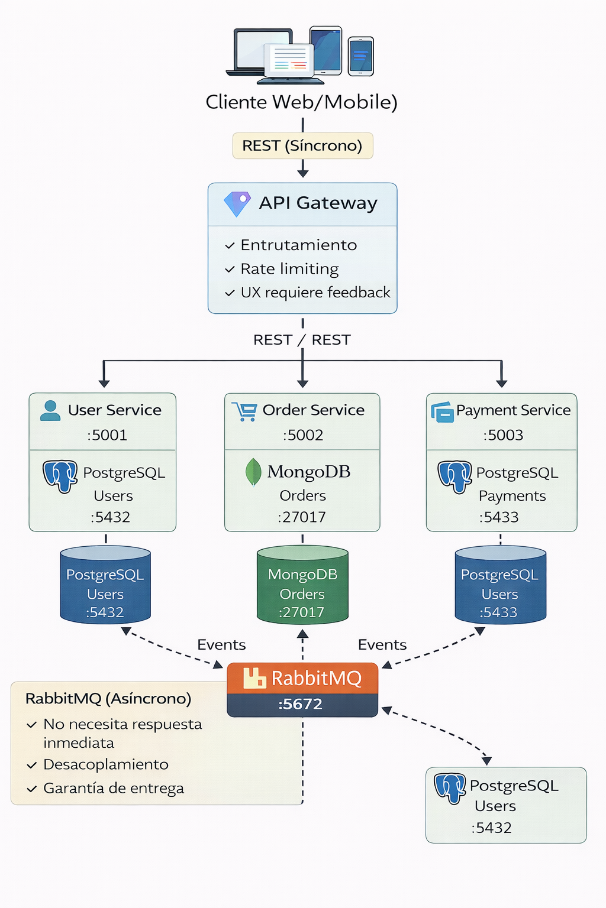 Cliente Web/Mobile)
REST (Síncrono)
API Gateway
✓ Entrutamiento
✓ Rate limiting
✓ UX requiere feedback
REST / REST
User Service
:5001
PostgreSQL
Users
:5432
Order Service
:5002
MongoDB
Orders
:27017
Payment Service
:5003
PostgreSQL
Payments
:5433
PostgreSQL
Users
:5432
MongoDB
Orders
:27017
PostgreSQL
Users
:5433
Events
Events
RabbitMQ
:5672
RabbitMQ (Asíncrono)
✓ No necesita respuesta
inmediata
✓ Desacoplamiento
✓ Garantía de entrega
PostgreSQL
Users
:5432